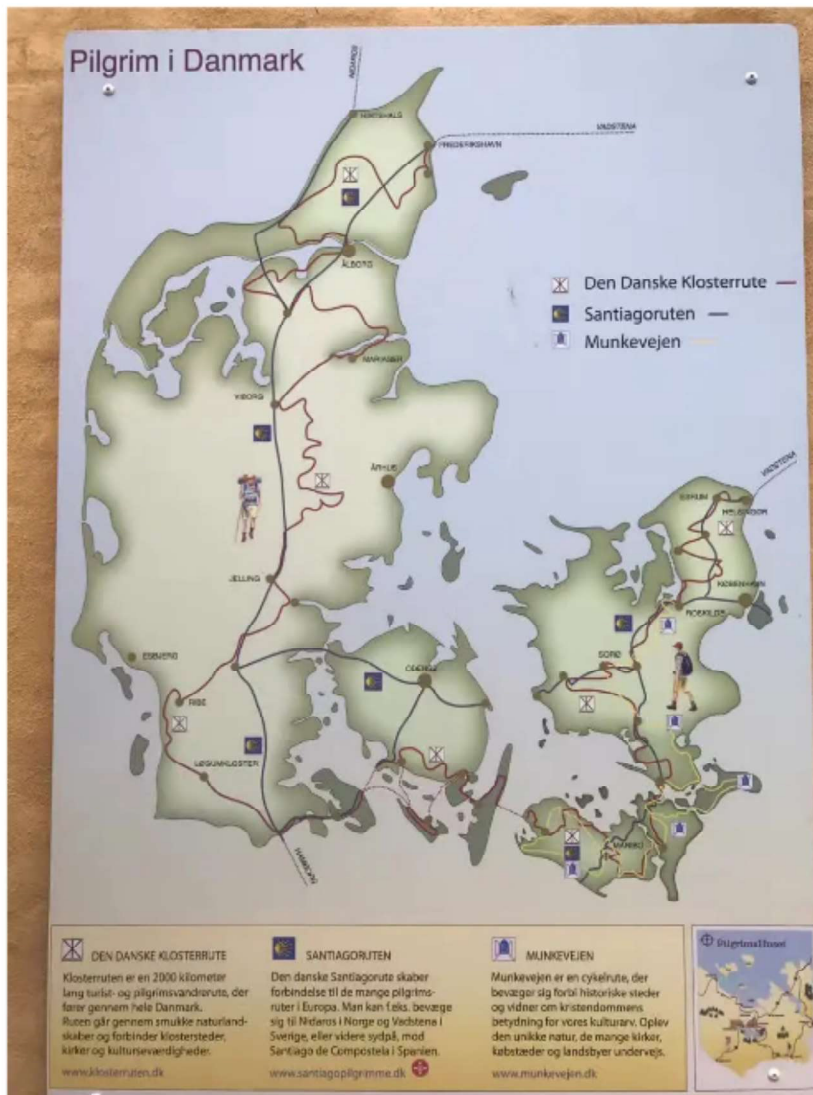 Pilgrim i Danmark
NIDAROS
HIRTSHALS
VADSTENA
FREDERIKSHAVN
ÅLBORG
Den Danske Klosterrute
Santiagoruten
Munkevejen
MARIAGER
VIBORG
ÅRHUS
VADSTENA
ESRUM
HELSINGØR
JELLING
KØBENHAVN
ROSKILDE
ESBJERG
SORØ
ODENSE
RIBE
LØGUMKLOSTER
MARIBO
HAMBORG
DEN DANSKE KLOSTERRUTE
Klosterruten er en 2000 kilometer
lang turist- og pilgrimsvandrerute, der
fører gennem hele Danmark.
Ruten går gennem smukke naturland-
skaber og forbinder klostersteder,
kirker og kulturseværdigheder.
www.klosterruten.dk
SANTIAGORUTEN
Den danske Santiagorute skaber
forbindelse til de mange pilgrims-
ruter i Europa. Man kan f.eks. bevæge
sig til Nidaros i Norge og Vadstena i
Sverige, eller videre sydpå, mod
Santiago de Compostela i Spanien.
www.santiagopilgrimme.dk
MUNKEVEJEN
Munkevejen er en cykelrute, der
bevæger sig forbi historiske steder
og vidner om kristendommens
betydning for vores kulturarv. Oplev
den unikke natur, de mange kirker,
købstæder og landsbyer undervejs.
www.munkevejen.dk
PilgrimsHuset